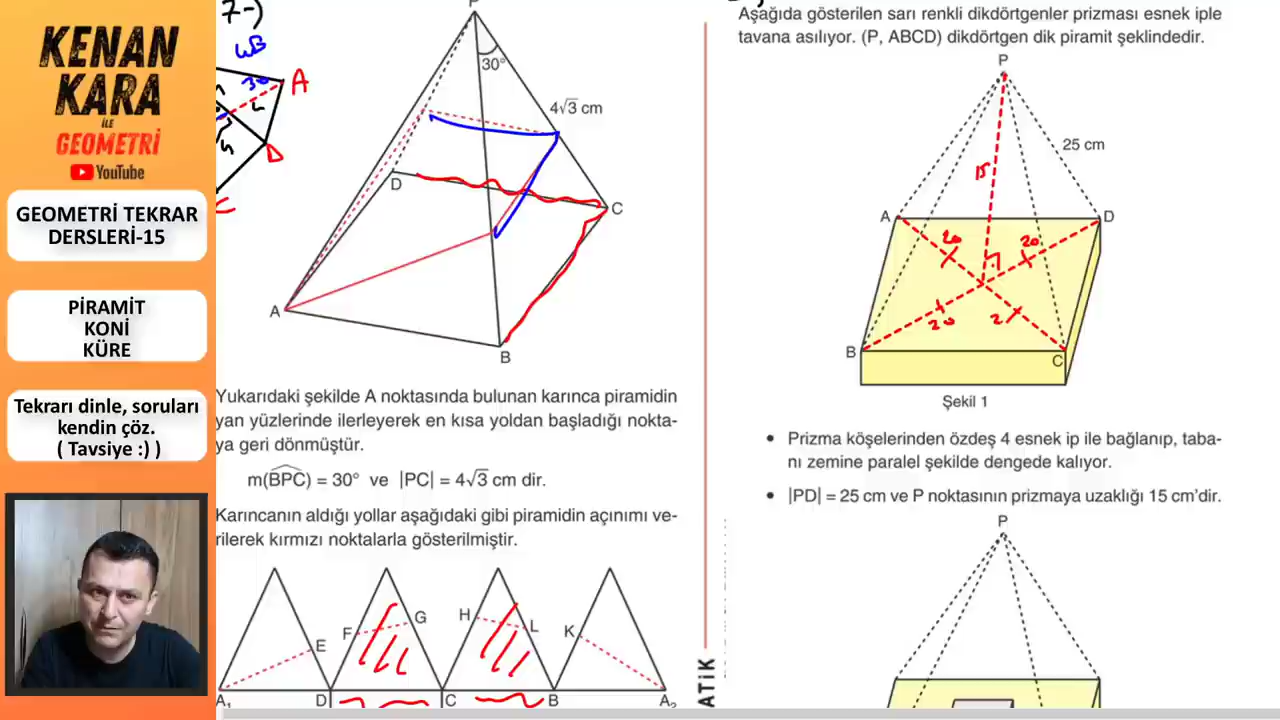 KENAN
KARA
İLE
GEOMETRİ
YouTube
GEOMETRİ TEKRAR
DERSLERİ-15
PİRAMİT
KONİ
KÜRE
Tekrarı dinle, soruları
kendin çöz.
( Tavsiye :) )
7-)
30
A
D
P
30°
4√3 cm
D
C
A
B
Yukarıdaki şekilde A noktasında bulunan karınca piramidin
yan yüzlerinde ilerleyerek en kısa yoldan başladığı nokta-
ya geri dönmüştür.
m(BPC) = 30° ve |PC| = 4√3 cm dir.
Karıncanın aldığı yollar aşağıdaki gibi piramidin açınımı ve-
rilerek kırmızı noktalarla gösterilmiştir.
E
F
G
H
L
K
A₁
D
C
B
A₂
ATİK
Aşağıda gösterilen sarı renkli dikdörtgenler prizması esnek iple
tavana asılıyor. (P, ABCD) dikdörtgen dik piramit şeklindedir.
P
25 cm
15
A
D
20
20
20
2
B
C
Şekil 1
• Prizma köşelerinden özdeş 4 esnek ip ile bağlanıp, taba-
nı zemine paralel şekilde dengede kalıyor.
• |PD| = 25 cm ve P noktasının prizmaya uzaklığı 15 cm'dir.
P